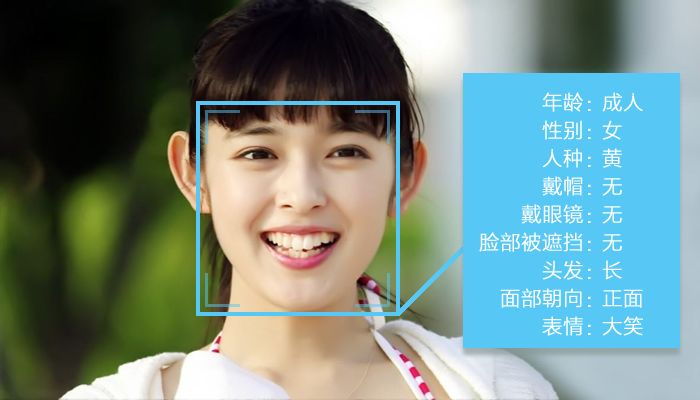 年龄：成人
性别：女
人种：黄
戴帽：无
戴眼镜：无
脸部被遮挡：无
头发：长
面部朝向：正面
表情：大笑